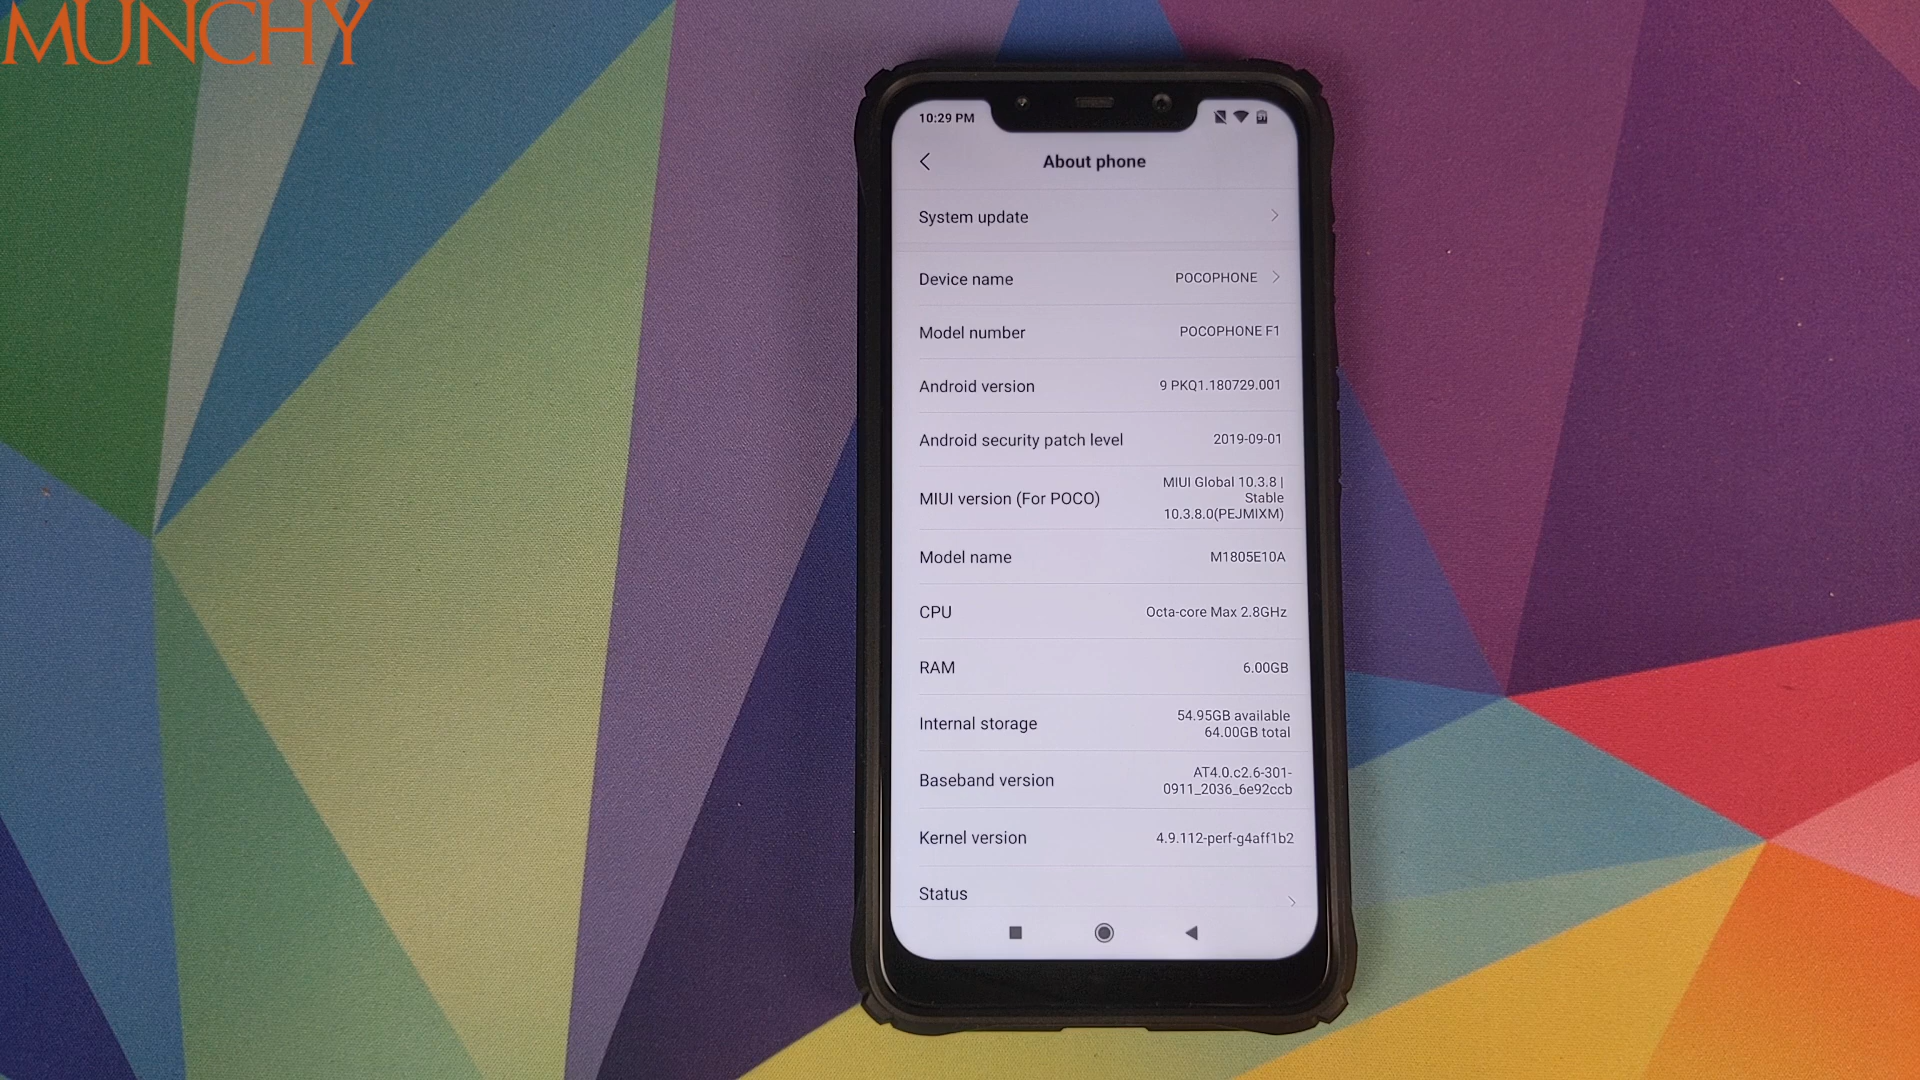 MUNCHY
10:29 PM
About phone
System update
Device name POCOPHONE
Model number POCOPHONE F1
Android version 9 PKQ1.180729.001
Android security patch level 2019-09-01
MIUI version (For POCO) MIUI Global 10.3.8 |
Stable
10.3.8.0(PEJMIXM)
Model name M1805E10A
CPU Octa-core Max 2.8GHz
RAM 6.00GB
Internal storage 54.95GB available
64.00GB total
Baseband version AT4.0.c2.6-301-
0911_2036_6e92ccb
Kernel version 4.9.112-perf-g4aff1b2
Status